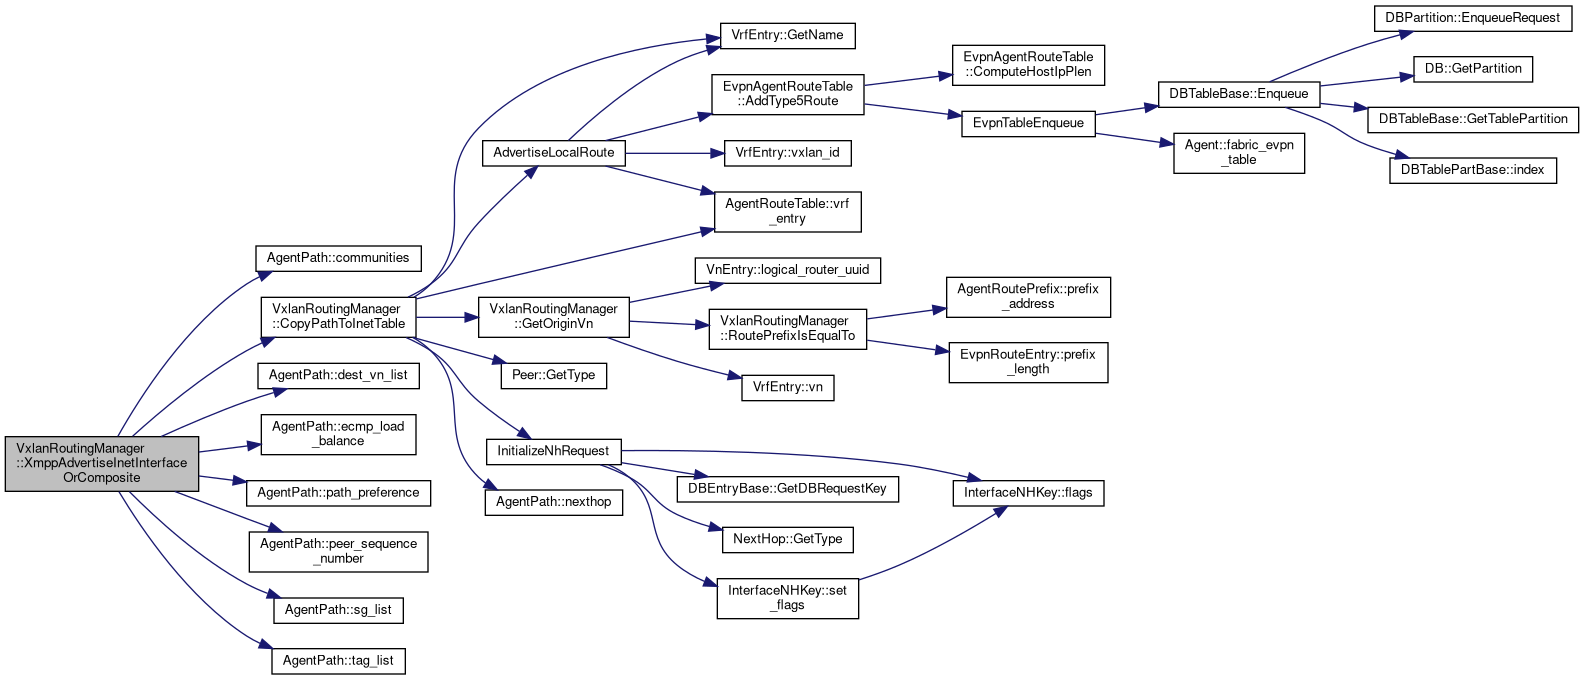 VxlanRoutingManager
::XmppAdvertiseInetInterface
OrComposite
AgentPath::communities
VxlanRoutingManager
::CopyPathToInetTable
AgentPath::dest_vn_list
AgentPath::ecmp_load
_balance
AgentPath::path_preference
AgentPath::peer_sequence
_number
AgentPath::sg_list
AgentPath::tag_list
AdvertiseLocalRoute
VxlanRoutingManager
::GetOriginVn
Peer::GetType
InitializeNhRequest
AgentPath::nexthop
VrfEntry::GetName
EvpnAgentRouteTable
::AddType5Route
VrfEntry::vxlan_id
AgentRouteTable::vrf
_entry
VnEntry::logical_router_uuid
VxlanRoutingManager
::RoutePrefixIsEqualTo
VrfEntry::vn
DBEntryBase::GetDBRequestKey
NextHop::GetType
InterfaceNHKey::set
_flags
EvpnAgentRouteTable
::ComputeHostIpPlen
EvpnTableEnqueue
AgentRoutePrefix::prefix
_address
EvpnRouteEntry::prefix
_length
InterfaceNHKey::flags
DBTableBase::Enqueue
Agent::fabric_evpn
_table
DBPartition::EnqueueRequest
DB::GetPartition
DBTableBase::GetTablePartition
DBTablePartBase::index